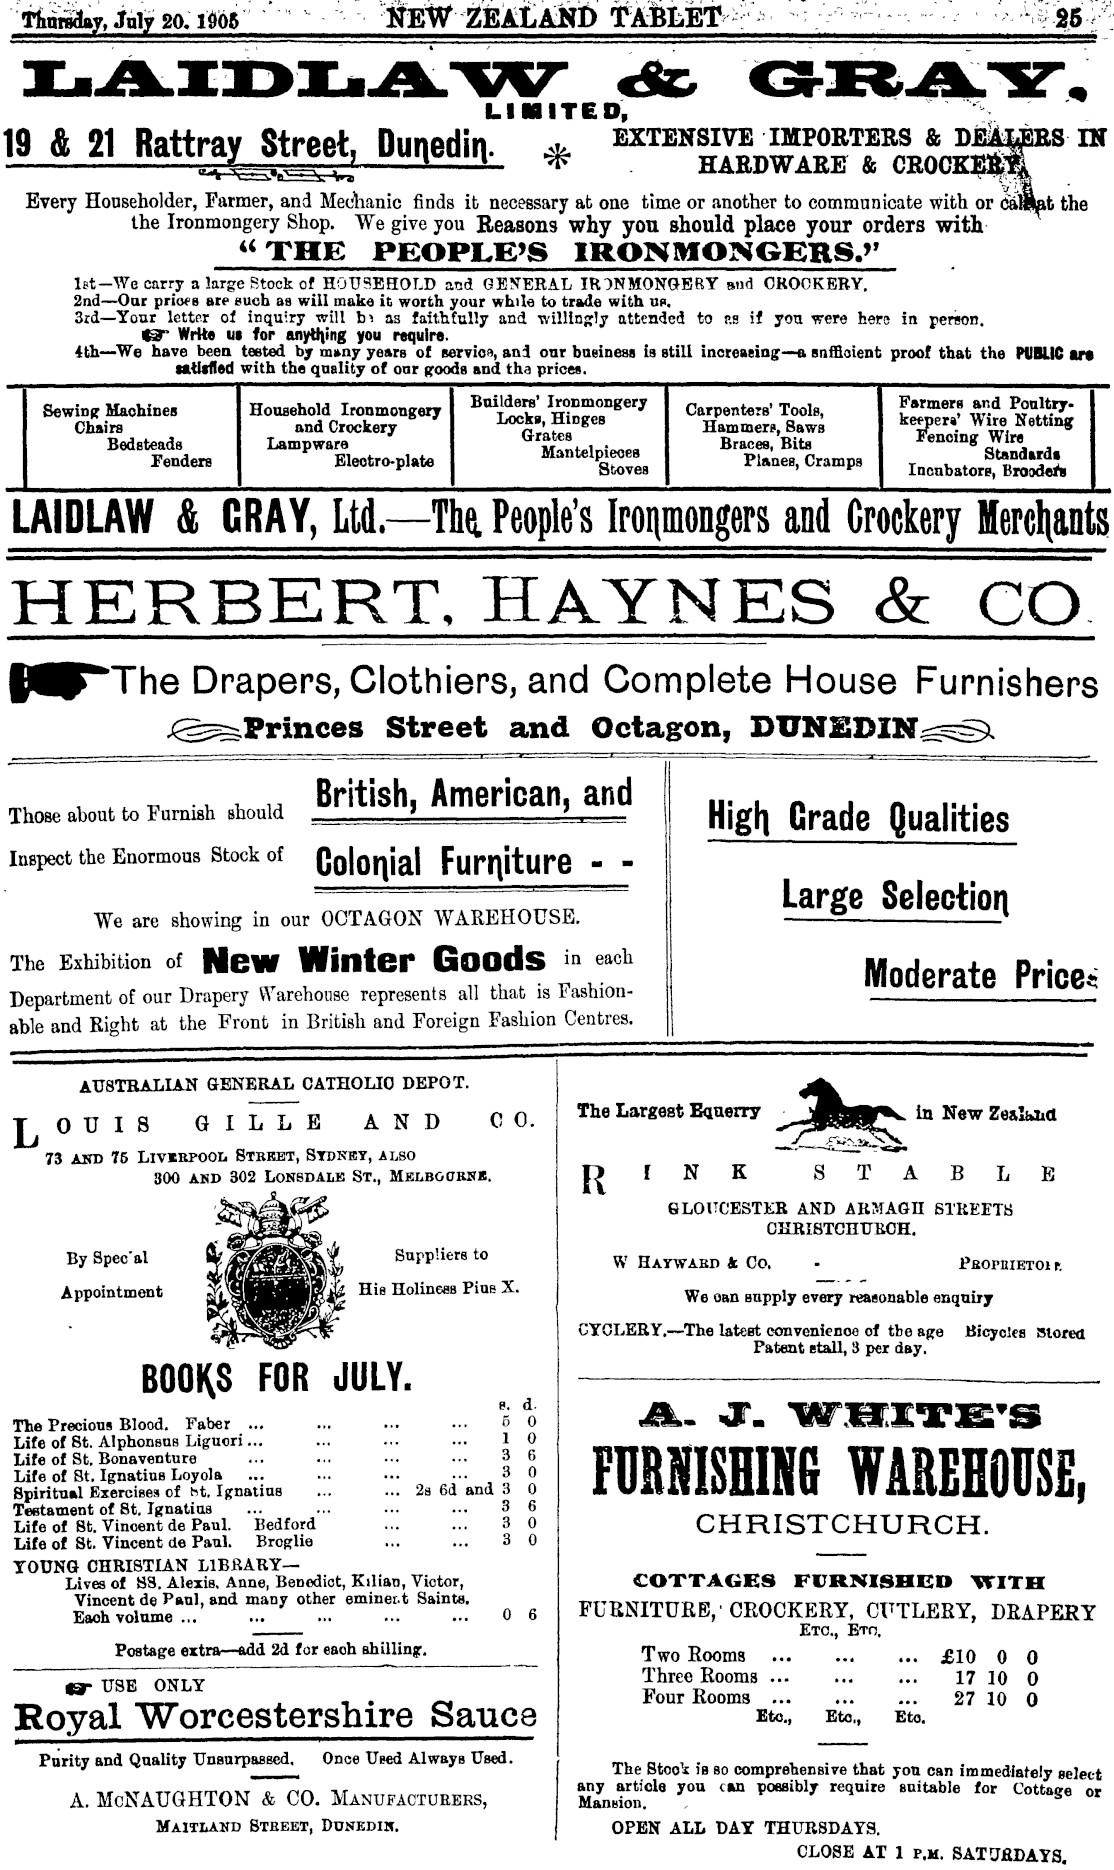 Thursday, July 20. 1905 NEW ZEALAND TABLET 25
LAIDLAW & GRAY,
LIMITED,
19 & 21 Rattray Street, Dunedin.
EXTENSIVE IMPORTERS & DEALERS IN
HARDWARE & CROCKERY
Every Householder, Farmer, and Mechanic finds it necessary at one time or another to communicate with or call at the
the Ironmongery Shop. We give you Reasons why you should place your orders with
"THE PEOPLE'S IRONMONGERS."
1st—We carry a large Stock of HOUSEHOLD and GENERAL IRONMONGERY and CROCKERY.
2nd—Our prices are such as will make it worth your while to trade with us.
3rd—Your letter of inquiry will be as faithfully and willingly attended to as if you were here in person.
☞ Write us for anything you require.
4th—We have been tested by many years of service, and our business is still increasing—a sufficient proof that the PUBLIC are
satisfied with the quality of our goods and the prices.
Sewing Machines
Chairs
Bedsteads
Fenders
Household Ironmongery
and Crockery
Lampware
Electro-plate
Builders' Ironmongery
Locks, Hinges
Grates
Mantelpieces
Stoves
Carpenters' Tools,
Hammers, Saws
Braces, Bits
Planes, Cramps
Farmers and Poultry-
keepers' Wire Netting
Fencing Wire
Standards
Incubators, Brooders
LAIDLAW & GRAY, Ltd.—The People's Ironmongers and Crockery Merchants
HERBERT, HAYNES & CO.
The Drapers, Clothiers, and Complete House Furnishers
Princes Street and Octagon, DUNEDIN
Those about to Furnish should
Inspect the Enormous Stock of
British, American, and
Colonial Furniture - -
We are showing in our OCTAGON WAREHOUSE.
The Exhibition of New Winter Goods in each
Department of our Drapery Warehouse represents all that is Fashion-
able and Right at the Front in British and Foreign Fashion Centres.
High Grade Qualities
Large Selection
Moderate Prices
AUSTRALIAN GENERAL CATHOLIC DEPOT.
LOUIS GILLE AND CO.
73 AND 75 LIVERPOOL STREET, SYDNEY, ALSO
300 AND 302 LONSDALE ST., MELBOURNE.
By Special
Appointment
Suppliers to
His Holiness Pius X.
BOOKS FOR JULY.
s. d.
The Precious Blood. Faber ... ... ... ... 5 0
Life of St. Alphonsus Liguori ... ... ... ... 1 0
Life of St. Bonaventure ... ... ... ... 3 6
Life of St. Ignatius Loyola ... ... ... ... 3 0
Spiritual Exercises of St. Ignatius ... ... 2s 6d and 3 0
Testament of St. Ignatius ... ... ... ... 3 6
Life of St. Vincent de Paul. Bedford ... ... 3 0
Life of St. Vincent de Paul. Broglie ... ... 3 0
YOUNG CHRISTIAN LIBRARY—
Lives of SS. Alexis, Anne, Benedict, Kilian, Victor,
Vincent de Paul, and many other eminent Saints.
Each volume ... ... ... ... ... 0 6
Postage extra—add 2d for each shilling.
☞ USE ONLY
Royal Worcestershire Sauce
Purity and Quality Unsurpassed. Once Used Always Used.
A. McNAUGHTON & CO. MANUFACTURERS,
MAITLAND STREET, DUNEDIN.
The Largest Equerry in New Zealand
RINK STABLE
GLOUCESTER AND ARMAGH STREETS
CHRISTCHURCH.
W HAYWARD & CO. - PROPRIETOR.
We can supply every reasonable enquiry
CYCLERY.—The latest convenience of the age Bicycles Stored
Patent stall, 3 per day.
A. J. WHITE'S
FURNISHING WAREHOUSE,
CHRISTCHURCH.
COTTAGES FURNISHED WITH
FURNITURE, CROCKERY, CUTLERY, DRAPERY
ETC., ETC.
Two Rooms ... ... ... £10 0 0
Three Rooms ... ... ... 17 10 0
Four Rooms ... ... ... 27 10 0
Etc., Etc., Etc.
The Stock is so comprehensive that you can immediately select
any article you can possibly require suitable for Cottage or
Mansion.
OPEN ALL DAY THURSDAYS.
CLOSE AT 1 P.M. SATURDAYS.